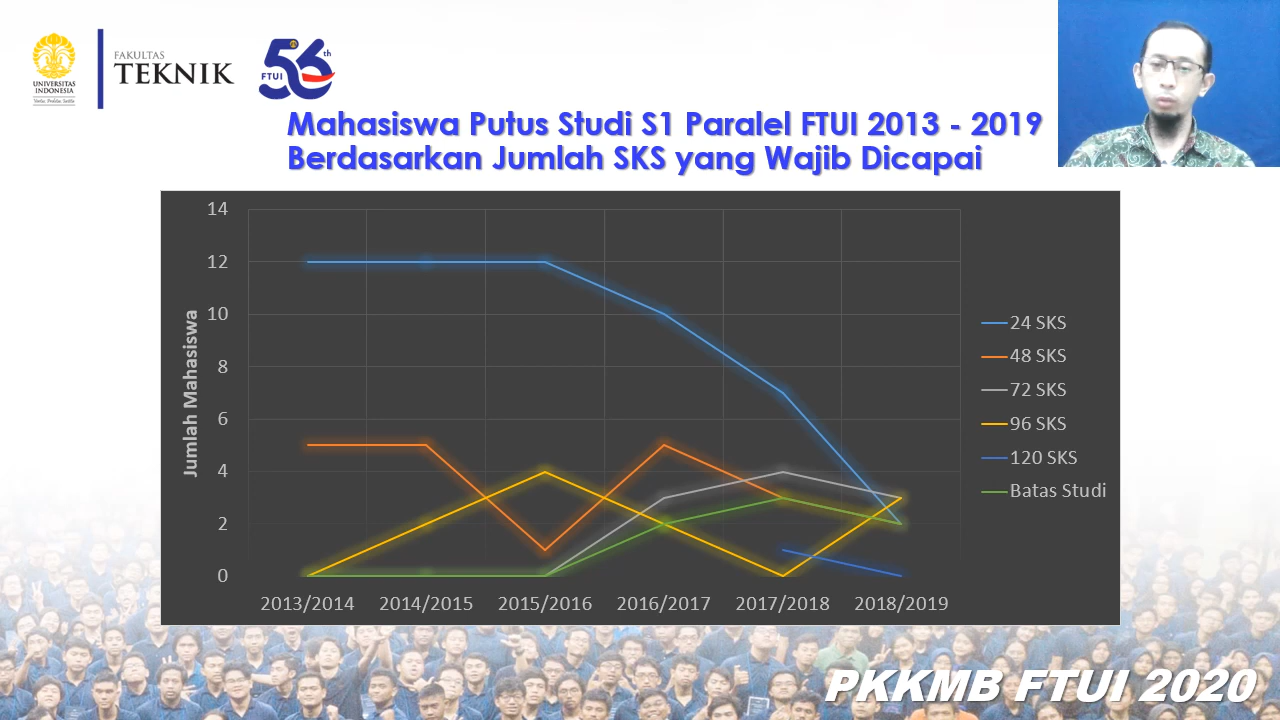 UNIVERSITAS
INDONESIA
Veritas, Probitas, Iustitia
FAKULTAS
TEKNIK
56th
FTUI
Mahasiswa Putus Studi S1 Paralel FTUI 2013 - 2019
Berdasarkan Jumlah SKS yang Wajib Dicapai
Jumlah Mahasiswa
14
12
10
8
6
4
2
0
2013/2014 2014/2015 2015/2016 2016/2017 2017/2018 2018/2019
24 SKS
48 SKS
72 SKS
96 SKS
120 SKS
Batas Studi
PKKMB FTUI 2020